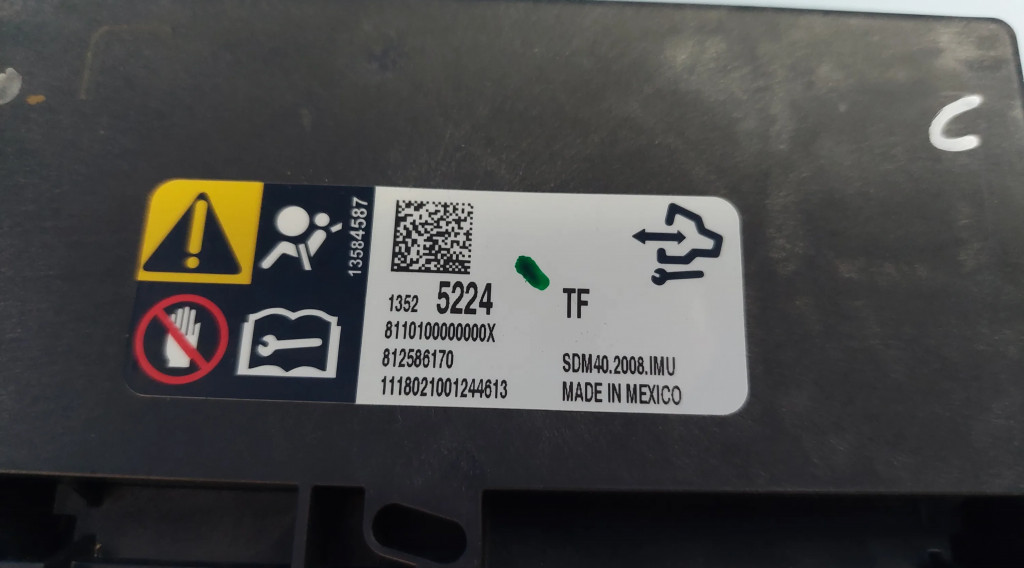 C
13584587
1352 5224 TF
8110100000000X
812586170
SDM40.2008.IMU
1118021001244613
MADE IN MEXICO